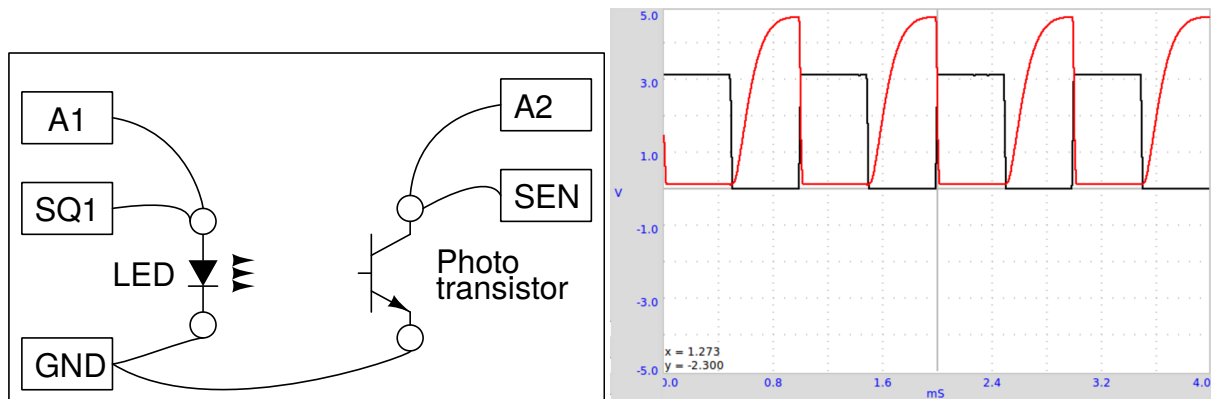 A1
SQ1
LED
GND
A2
SEN
Photo
transistor
5.0
3.0
1.0
V
-1.0
-3.0
-5.0
x = 1.273
y = -2.300
0.0 0.8 1.6 2.4 3.2 4.0
mS